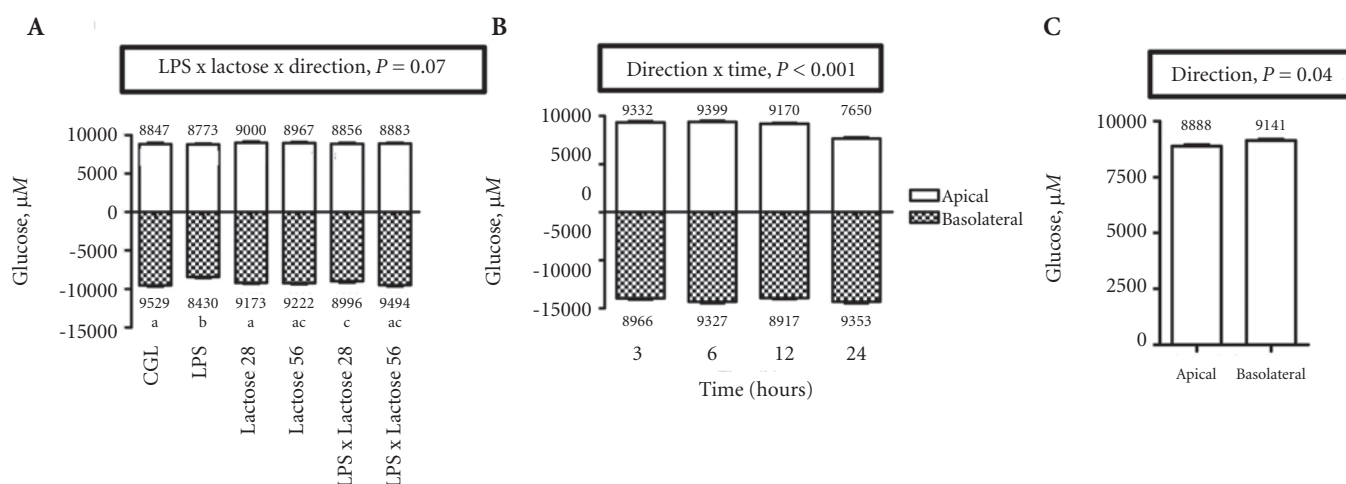 A
LPS x lactose x direction, P = 0.07
8847 8773 9000 8967 8856 8883
10000
5000
0
-5000
-10000
-15000
Glucose, μM
9529 8430 9173 9222 8996 9494
a b a ac c ac
CGL
LPS
Lactose 28
Lactose 56
LPS x Lactose 28
LPS x Lactose 56
B
Direction x time, P < 0.001
9332 9399 9170 7650
10000
5000
0
0
-5000
-10000
-15000
Glucose, μM
8966 9327 8917 9353
3 6 12 24
Time (hours)
Apical
Basolateral
C
Direction, P = 0.04
8888 9141
10000
7500
5000
2500
0
Glucose, μM
Apical Basolateral